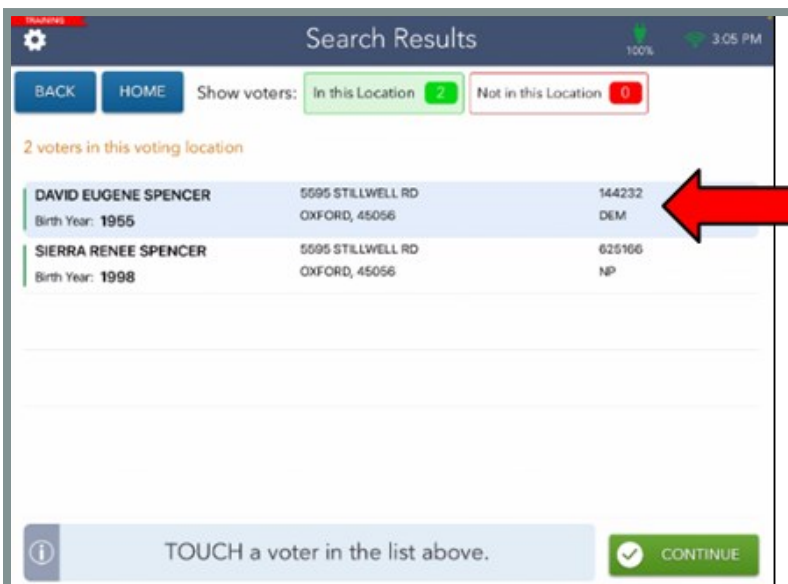 TRAINING
Search Results
100%
3:05 PM
BACK
HOME
Show voters:
In this Location 2
Not in this Location 0
2 voters in this voting location
DAVID EUGENE SPENCER 5595 STILLWELL RD 144232
Birth Year: 1955 OXFORD, 45056 DEM
SIERRA RENEE SPENCER 5595 STILLWELL RD 625166
Birth Year: 1998 OXFORD, 45056 NP
TOUCH a voter in the list above.
CONTINUE